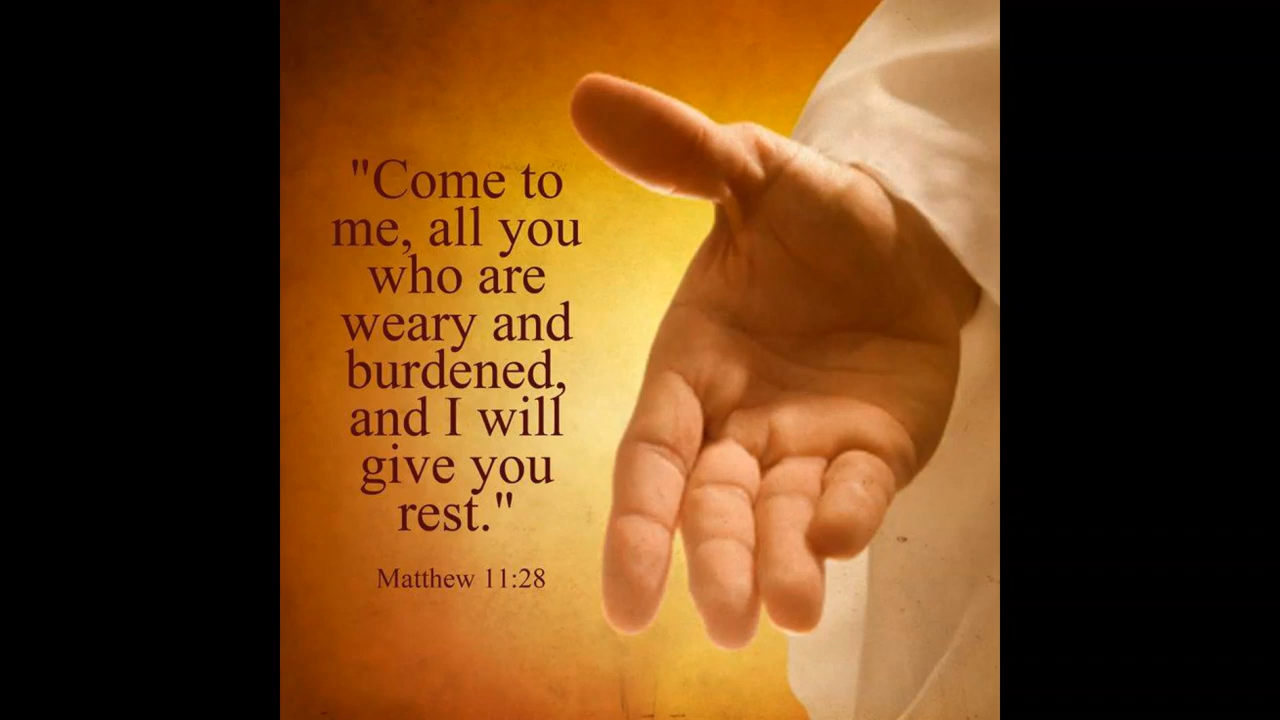 "Come to
me, all you
who are
weary and
burdened,
and I will
give you
rest."
Matthew 11:28